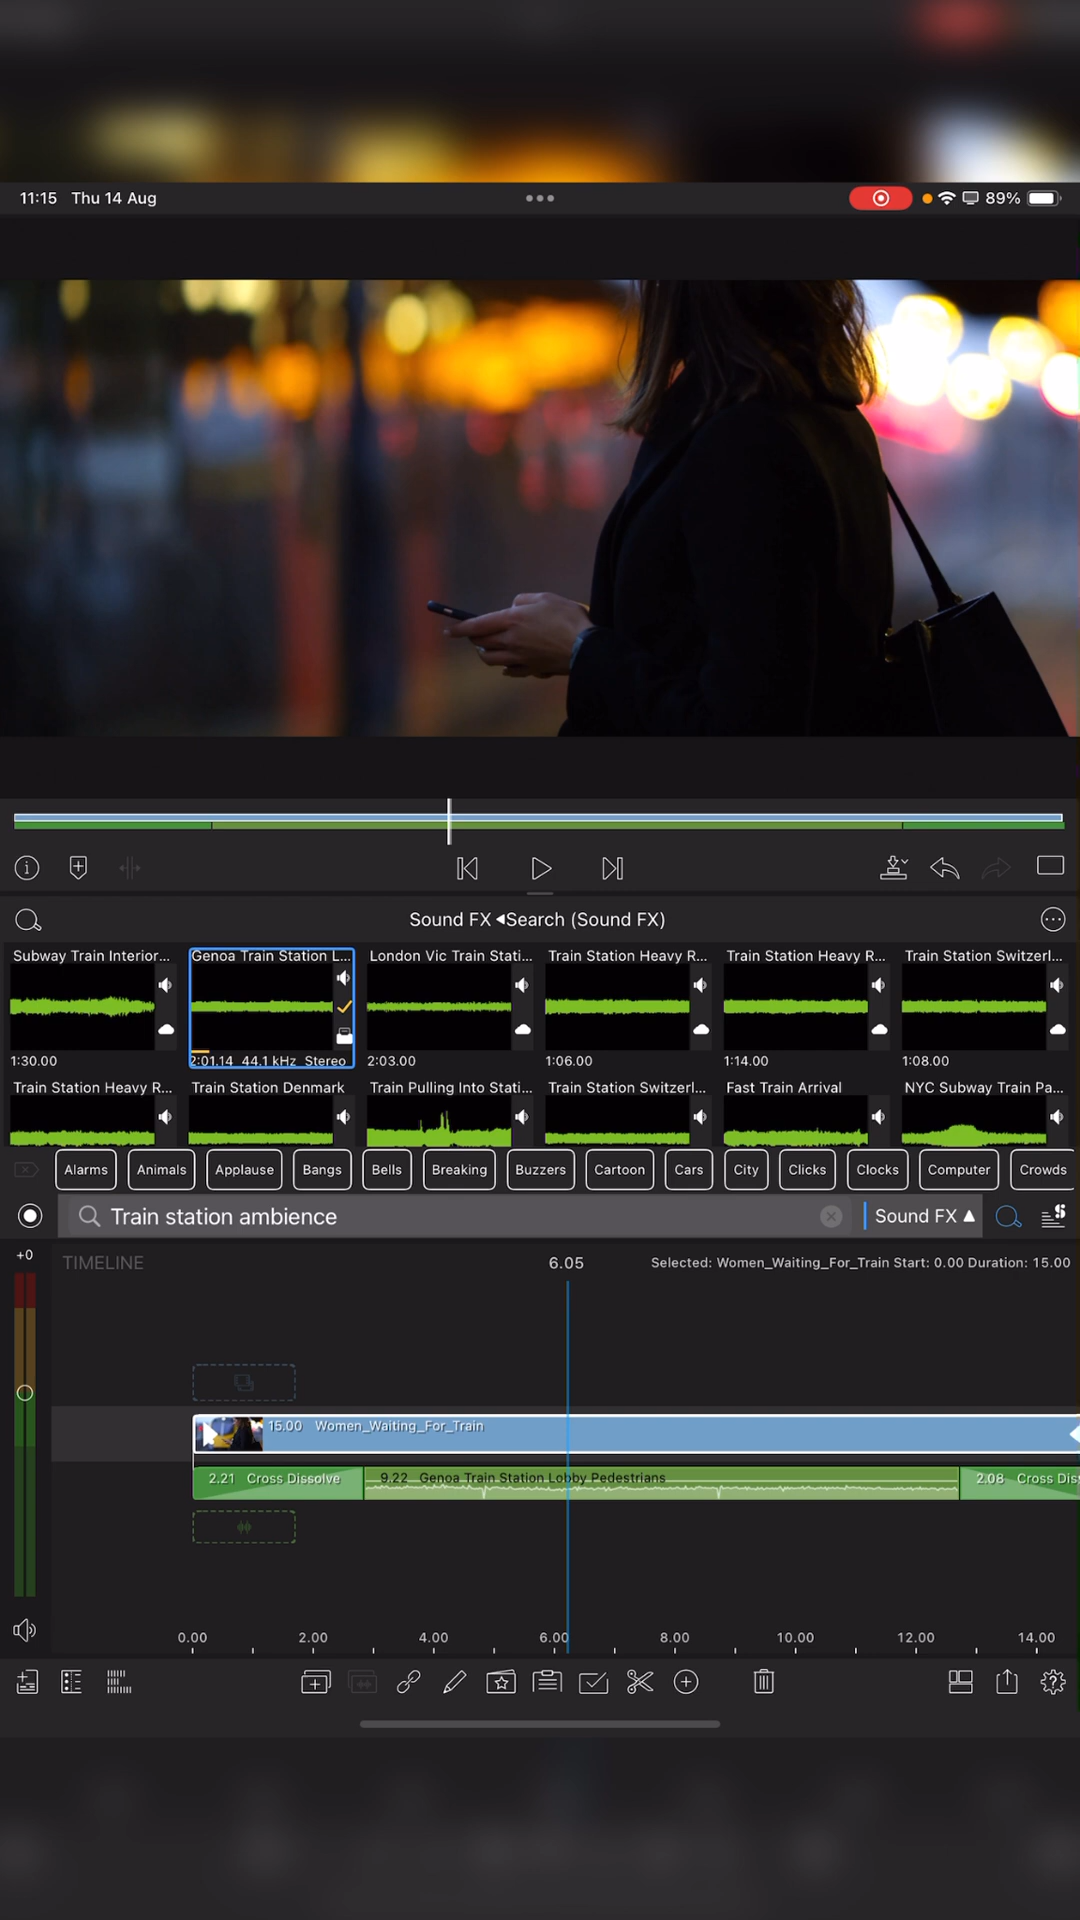 11:15 Thu 14 Aug
89%
Sound FX ◀Search (Sound FX)
Subway Train Interior... Genoa Train Station L... London Vic Train Stati... Train Station Heavy R... Train Station Heavy R... Train Station Switzerl...
1:30.00 2:01.14 44.1 kHz Stereo 2:03.00 1:06.00 1:14.00 1:08.00
Train Station Heavy R... Train Station Denmark Train Pulling Into Stati... Train Station Switzerl... Fast Train Arrival NYC Subway Train Pa...
Alarms Animals Applause Bangs Bells Breaking Buzzers Cartoon Cars City Clicks Clocks Computer Crowds
Train station ambience Sound FX ▲
+0 TIMELINE 6.05 Selected: Women_Waiting_For_Train Start: 0.00 Duration: 15.00
15.00 Women_Waiting_For_Train
2.21 Cross Dissolve 9.22 Genoa Train Station Lobby Pedestrians 2.08 Cross Dis
0.00 2.00 4.00 6.00 8.00 10.00 12.00 14.00